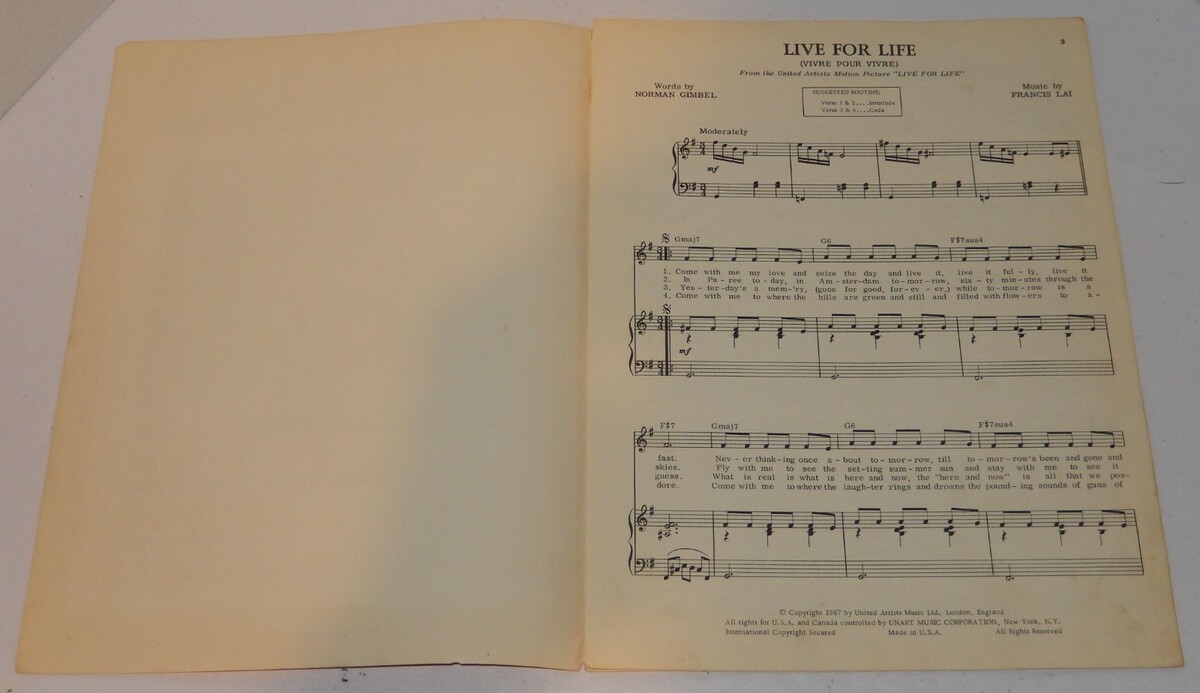 3
LIVE FOR LIFE
(VIVRE POUR VIVRE)
From the United Artists Motion Picture "LIVE FOR LIFE"
Words by
NORMAN GIMBEL
SUGGESTED ROUTINE:
Verse 1 & 2....Interlude
Verse 3 & 4....Coda
Music by
FRANCIS LAI
Moderately
mf
Gmaj7 G6 F#7sus4
1. Come with me my love and seize the day and live it, live it ful-ly, live it
2. In Pa-ree to-day, in Am-ster-dam to-mor-row, six-ty min-utes through the
3. Yes-ter-day's a mem-'ry, (gone for good, for-ev-er,) while to-mor-row is a
4. Come with me to where the hills are green and still and filled with flow-ers to a-
mf
F#7 Gmaj7 G6 F#7sus4
fast. Nev-er think-ing once a-bout to-mor-row, till to-mor-row's been and gone and
skies. Fly with me to see the set-ting sum-mer sun and stay with me to see it
guess. What is real is what is here and now, the "here and now" is all that we pos-
dore. Come with me to where the laugh-ter rings and drowns the pound-ing sounds of guns of
© Copyright 1967 by United Artists Music Ltd., London, England
All rights for U.S.A. and Canada controlled by UNART MUSIC CORPORATION, New York, N.Y.
International Copyright Secured Made in U.S.A. All Rights Reserved